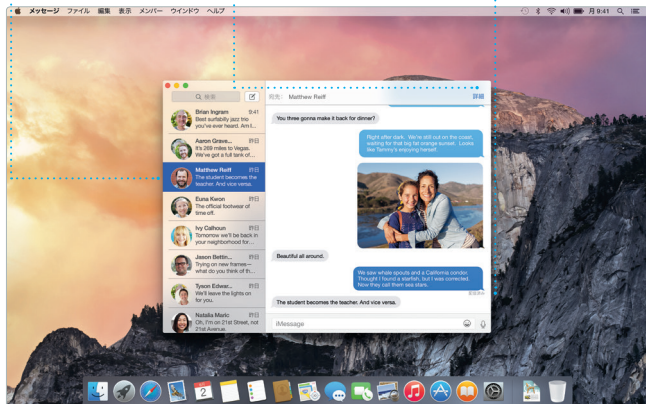 メッセージ ファイル 編集 表示 メンバー ウインドウ ヘルプ
月9:41
検索
宛先: Matthew Reiff
詳細
Brian Ingram 9:41
Best surfabilly jazz trio
you've ever heard. Am I...
Aaron Grave... 昨日
It's 269 miles to Vegas.
We've got a full tank of...
Matthew Reiff 昨日
The student becomes the
teacher. And vice versa.
Euna Kwon 昨日
The official footwear of
time off.
Ivy Calhoun 昨日
Tomorrow we'll be back in
your neighborhood for...
Jason Bettin... 昨日
Trying on new frames—
what do you think of th...
Tyson Edwar... 昨日
We'll leave the lights on
for you.
Natalia Maric 昨日
Oh, I'm on 21st Street, not
21st Avenue.
You three gonna make it back for dinner?
Right after dark. We're still out on the coast,
waiting for that big fat orange sunset. Looks
like Tammy's enjoying herself.
Beautiful all around.
We saw whale spouts and a California condor.
Thought I found a starfish, but I was corrected.
Now they call them sea stars.
The student becomes the teacher. And vice versa.
iMessage
2